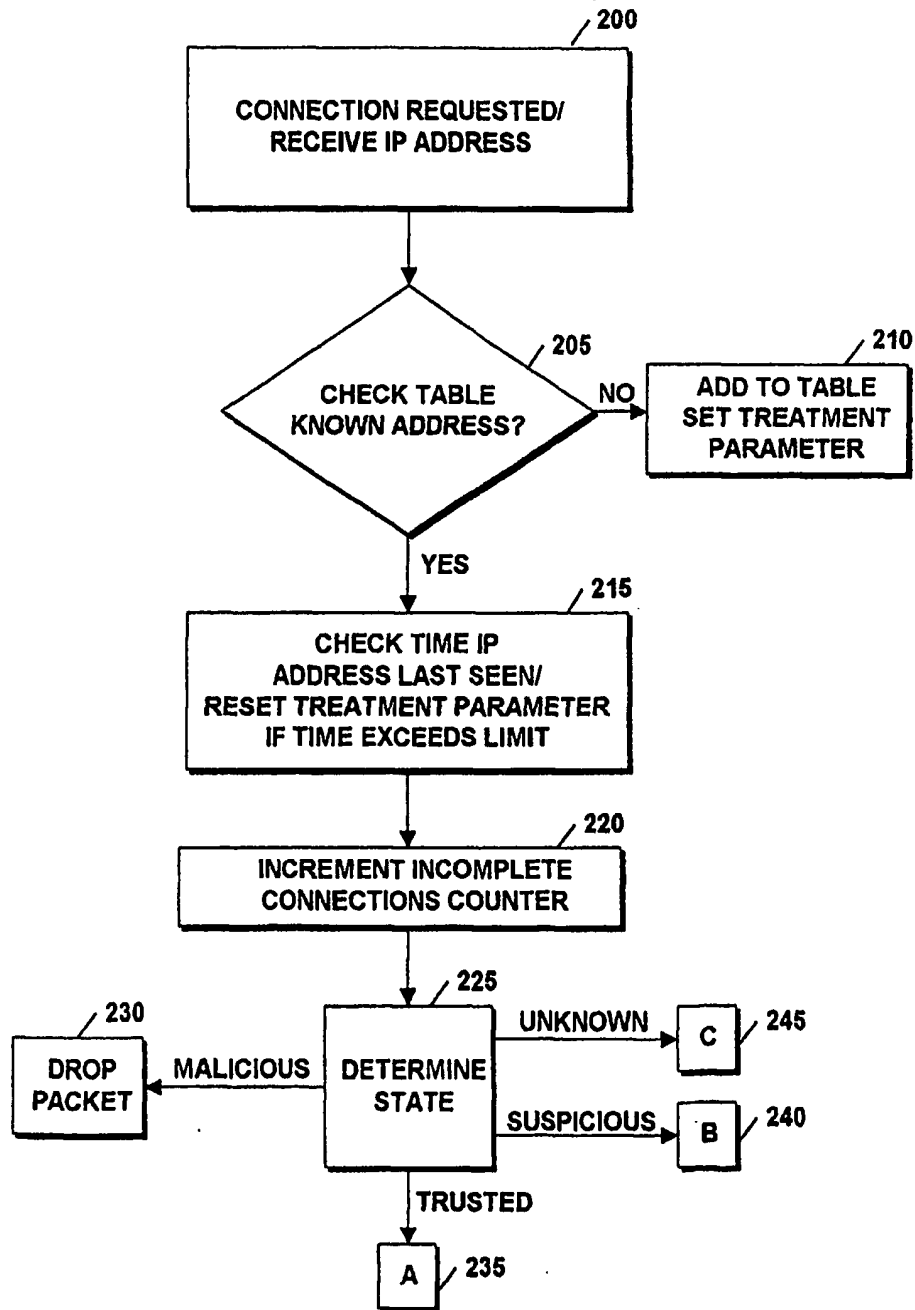 200
CONNECTION REQUESTED/
RECEIVE IP ADDRESS
205
CHECK TABLE
KNOWN ADDRESS?
NO
210
ADD TO TABLE
SET TREATMENT
PARAMETER
YES
215
CHECK TIME IP
ADDRESS LAST SEEN/
RESET TREATMENT PARAMETER
IF TIME EXCEEDS LIMIT
220
INCREMENT INCOMPLETE
CONNECTIONS COUNTER
225
DETERMINE
STATE
230
DROP
PACKET
MALICIOUS
UNKNOWN
C
245
SUSPICIOUS
B
240
TRUSTED
A
235